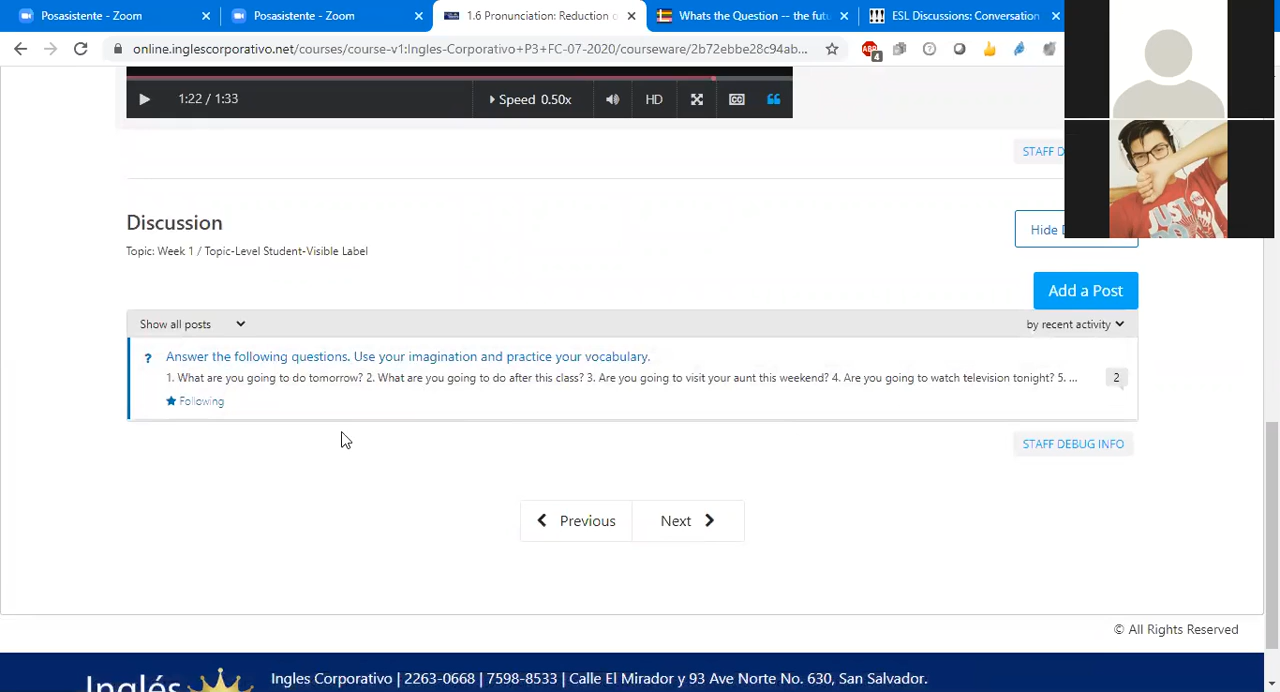 Posasistente - Zoom
Posasistente - Zoom
1.6 Pronunciation: Reduction o
Whats the Question -- the futu
ESL Discussions: Conversation
online.inglescorporativo.net/courses/course-v1:Ingles-Corporativo+P3+FC-07-2020/courseware/2b72ebbe28c94ab...
ABP
4
1:22 / 1:33
Speed 0.50x
HD
CC
STAFF D
Discussion
Hide D
Topic: Week 1 / Topic-Level Student-Visible Label
Add a Post
Show all posts
by recent activity
? Answer the following questions. Use your imagination and practice your vocabulary.
1. What are you going to do tomorrow? 2. What are you going to do after this class? 3. Are you going to visit your aunt this weekend? 4. Are you going to watch television tonight? 5. ...
2
Following
STAFF DEBUG INFO
Previous
Next
© All Rights Reserved
Inglés
Ingles Corporativo | 2263-0668 | 7598-8533 | Calle El Mirador y 93 Ave Norte No. 630, San Salvador.